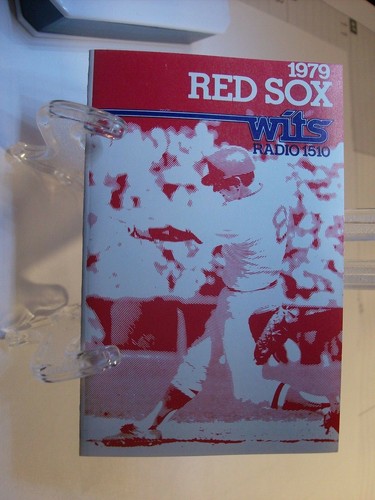 1979
RED SOX
wits
RADIO 1510